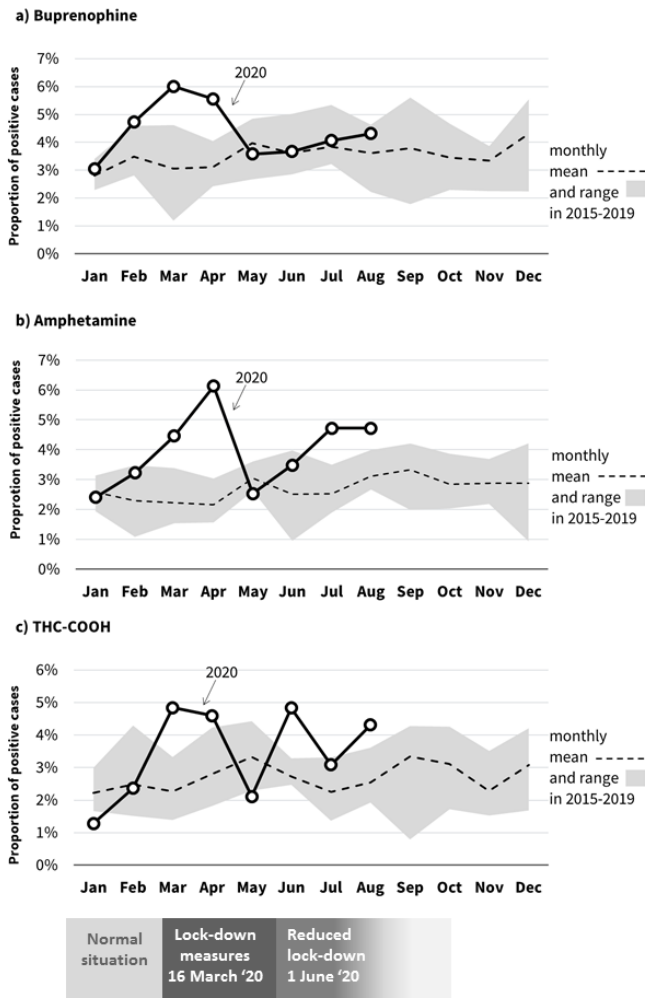 a) Buprenophine
Proportion of positive cases
7%
6%
5%
4%
3%
2%
1%
0%
2020
Jan Feb Mar Apr May Jun Jul Aug Sep Oct Nov Dec
monthly
mean
and range
in 2015-2019
b) Amphetamine
Proprotion of positive cases
7%
6%
5%
4%
3%
2%
1%
0%
2020
Jan Feb Mar Apr May Jun Jul Aug Sep Oct Nov Dec
monthly
mean
and range
in 2015-2019
c) THC-COOH
Proportion of positive cases
6%
5%
4%
3%
2%
1%
0%
2020
Jan Feb Mar Apr May Jun Jul Aug Sep Oct Nov Dec
monthly
mean
and range
in 2015-2019
Normal
situation
Lock-down
measures
16 March ‘20
Reduced
lock-down
1 June ‘20